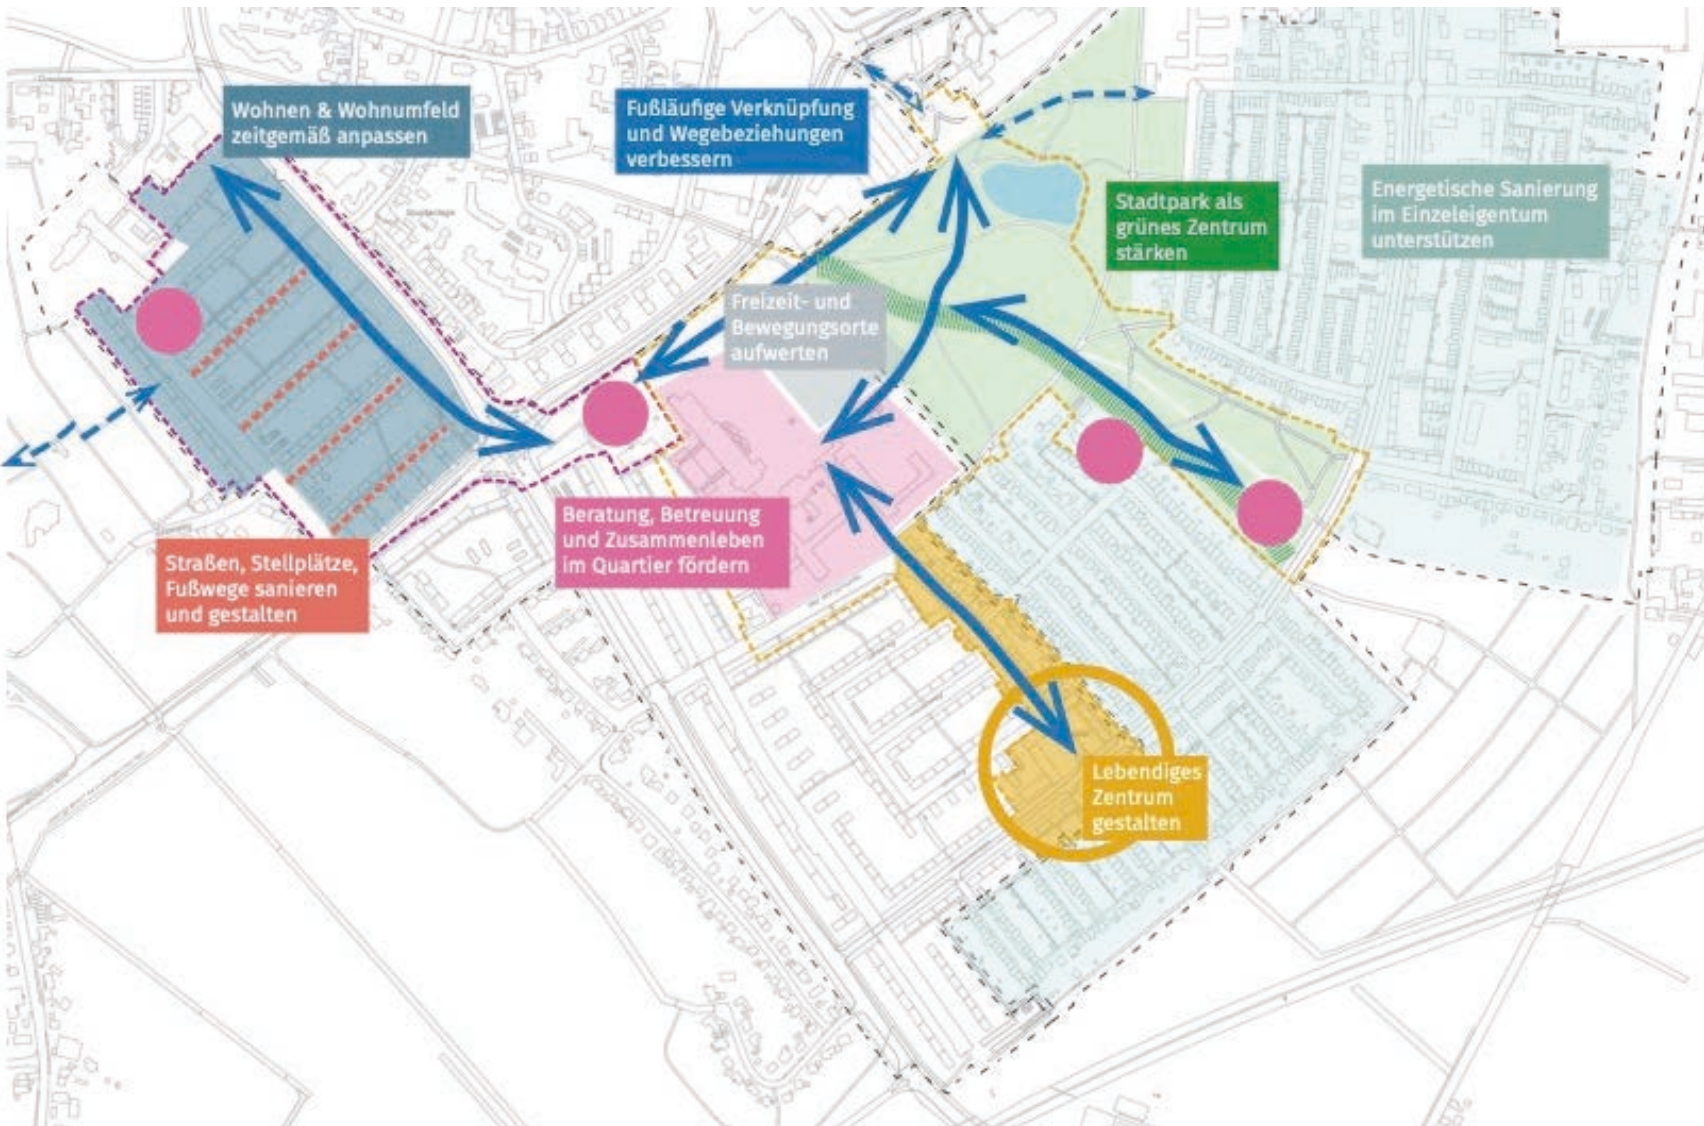 Wohnen & Wohnumfeld
zeitgemäß anpassen
Fußläufige Verknüpfung
und Wegebeziehungen
verbessern
Stadtpark als
grünes Zentrum
stärken
Energetische Sanierung
im Einzeleigentum
unterstützen
Freizeit- und
Bewegungsorte
aufwerten
Beratung, Betreuung
und Zusammenleben
im Quartier fördern
Straßen, Stellplätze,
Fußwege sanieren
und gestalten
Lebendiges
Zentrum
gestalten